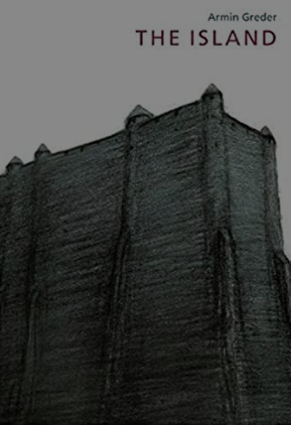 Armin Greder
THE ISLAND